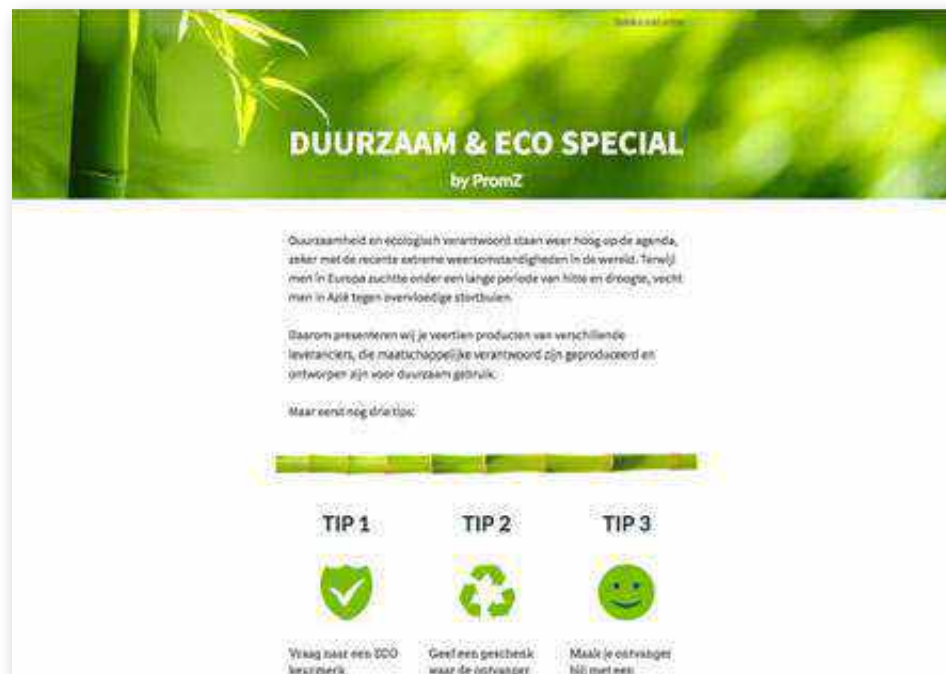 DUURZAAM & ECO SPECIAL
by PromZ
Duurzaamheid en ecologisch verantwoord staan weer hoog op de agenda,
zeker met de recente extreme weersomstandigheden in de wereld. Terwijl
men in Europa zuchtte onder een lange periode van hitte en droogte, vocht
men in Azië tegen overvloedige stortbuien.
Daarom presenteren wij je veertien producten van verschillende
leveranciers, die maatschappelijke verantwoord zijn geproduceerd en
ontworpen zijn voor duurzaam gebruik.
Maar eerst nog drie tips:
TIP 1 TIP 2 TIP 3
Vraag naar een ECO Geef een geschenk Maak je ontvanger
keurmerk waar de ontvanger blij met een